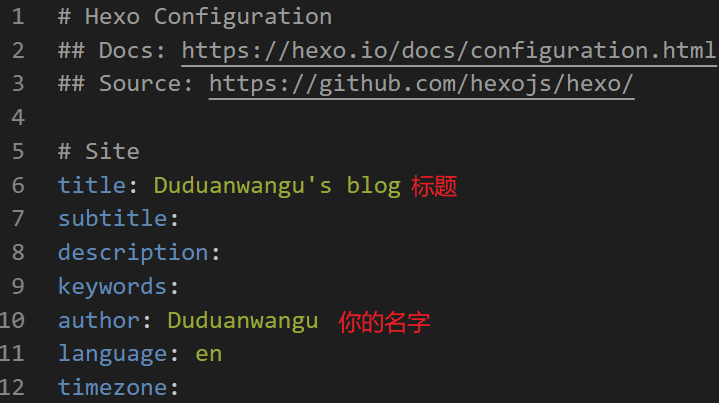 1 # Hexo Configuration
2 ## Docs: https://hexo.io/docs/configuration.html
3 ## Source: https://github.com/hexojs/hexo/
4
5 # Site
6 title: Duduanwangu's blog 标题
7 subtitle:
8 description:
9 keywords:
10 author: Duduanwangu 你的名字
11 language: en
12 timezone: